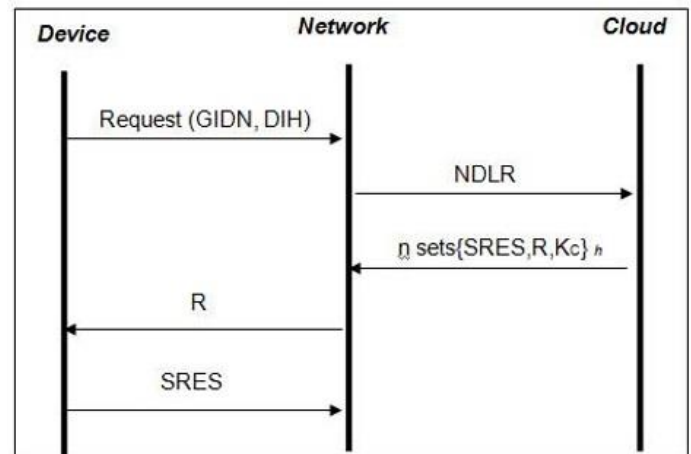 Device Network Cloud
Request (GIDN, DIH)
NDLR
n sets{SRES,R,Kc} h
R
SRES